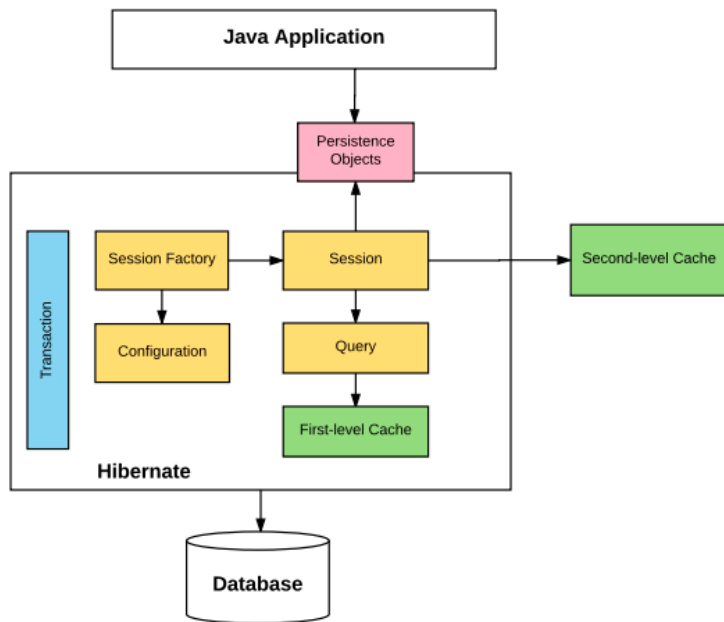 Java Application
Persistence
Objects
Session Factory
Session
Second-level Cache
Transaction
Configuration
Query
First-level Cache
Hibernate
Database